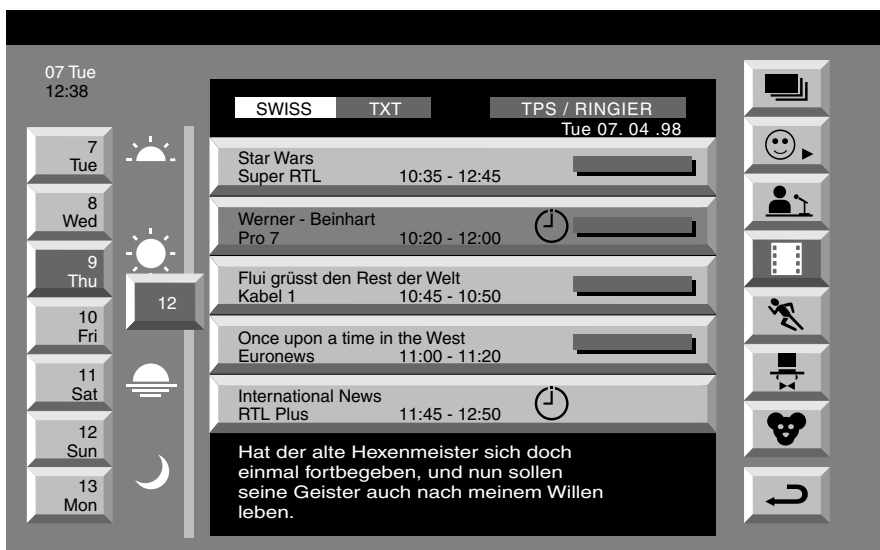 07 Tue
12:38
7
Tue
8
Wed
9
Thu
10
Fri
11
Sat
12
Sun
13
Mon
12
SWISS TXT TPS / RINGIER
Tue 07. 04 .98
Star Wars
Super RTL 10:35 - 12:45
Werner - Beinhart
Pro 7 10:20 - 12:00
Flui grüsst den Rest der Welt
Kabel 1 10:45 - 10:50
Once upon a time in the West
Euronews 11:00 - 11:20
International News
RTL Plus 11:45 - 12:50
Hat der alte Hexenmeister sich doch
einmal fortbegeben, und nun sollen
seine Geister auch nach meinem Willen
leben.